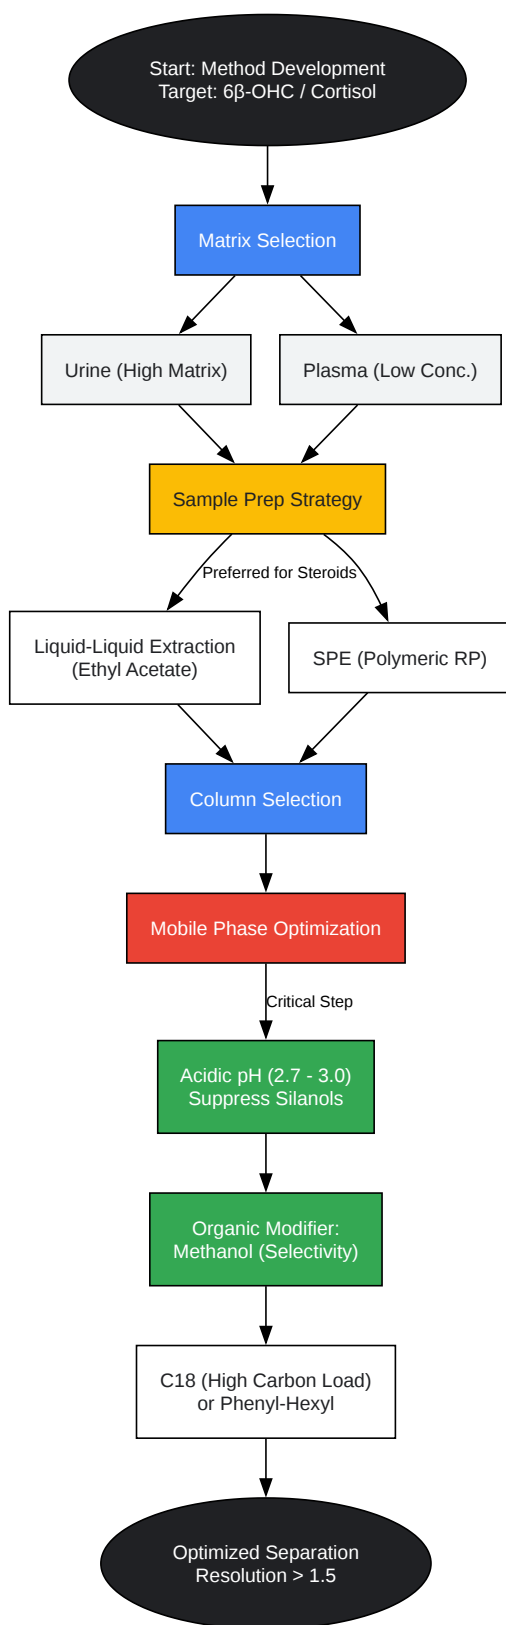 Start: Method Development
Target: 6β-OHC / Cortisol
Matrix Selection
Urine (High Matrix)
Plasma (Low Conc.)
Sample Prep Strategy
Preferred for Steroids
Liquid-Liquid Extraction
(Ethyl Acetate)
SPE (Polymeric RP)
Column Selection
Mobile Phase Optimization
Critical Step
Acidic pH (2.7 - 3.0)
Suppress Silanols
Organic Modifier:
Methanol (Selectivity)
C18 (High Carbon Load)
or Phenyl-Hexyl
Optimized Separation
Resolution > 1.5